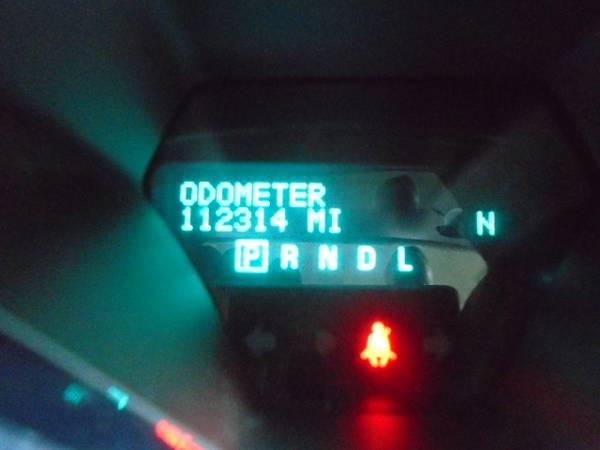 ODOMETER
112314 MI
N
P R N D L